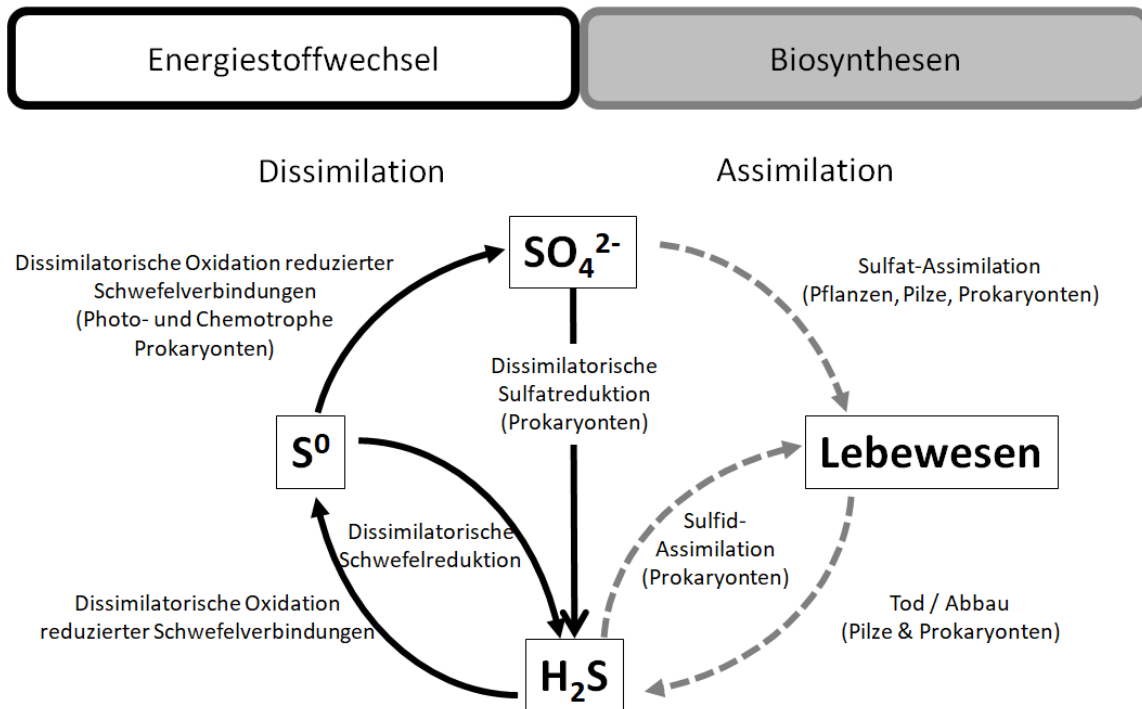 Energiestoffwechsel
Biosynthesen
Dissimilation
Assimilation
SO₄²⁻
Dissimilatorische Oxidation reduzierter
Schwefelverbindungen
(Photo- und Chemotrophe
Prokaryonten)
Sulfat-Assimilation
(Pflanzen, Pilze, Prokaryonten)
Dissimilatorische
Sulfatreduktion
(Prokaryonten)
S⁰
Lebewesen
Dissimilatorische
Schwefelreduktion
Sulfid-
Assimilation
(Prokaryonten)
Dissimilatorische Oxidation
reduzierter Schwefelverbindungen
Tod / Abbau
(Pilze & Prokaryonten)
H₂S